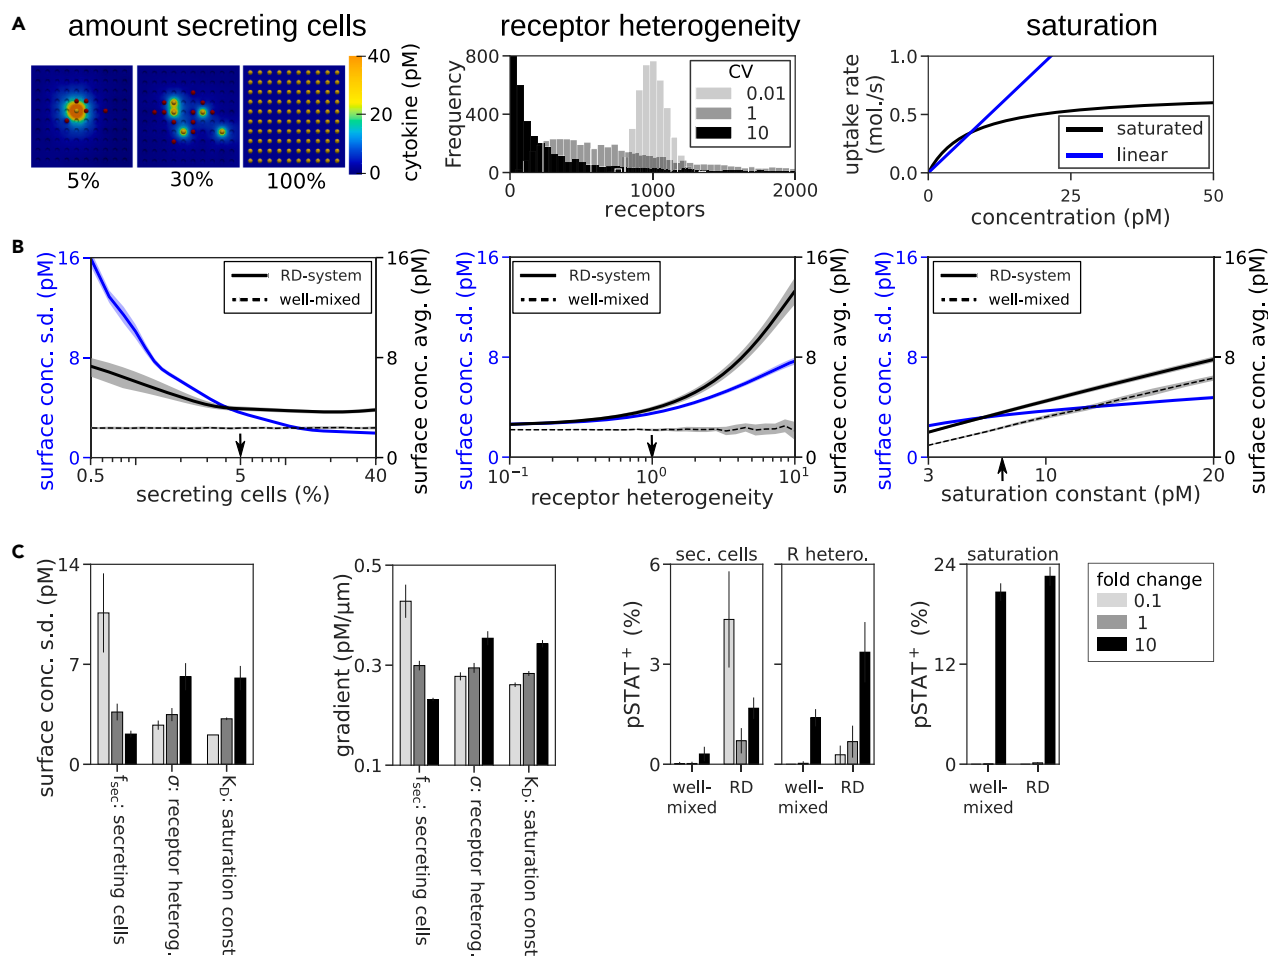 A
amount secreting cells
receptor heterogeneity
saturation
40
20
0
cytokine (pM)
5%
30%
100%
800
400
0
Frequency
CV
0.01
1
10
0
1000
2000
receptors
1.0
0.5
0.0
uptake rate
(mol./s)
saturated
linear
0
25
50
concentration (pM)
B
16
8
0
surface conc. s.d. (pM)
RD-system
well-mixed
16
8
0
surface conc. avg. (pM)
0.5
5
40
secreting cells (%)
16
8
0
surface conc. s.d. (pM)
RD-system
well-mixed
16
8
0
surface conc. avg. (pM)
10⁻¹
10⁰
10¹
receptor heterogeneity
16
8
0
surface conc. s.d. (pM)
RD-system
well-mixed
16
8
0
surface conc. avg. (pM)
3
10
20
saturation constant (pM)
C
14
7
0
surface conc. s.d. (pM)
fsec: secreting cells
σ: receptor heterog.
KD: saturation const
0.5
0.3
0.1
gradient (pM/μm)
fsec: secreting cells
σ: receptor heterog.
KD: saturation const
sec. cells
R hetero.
saturation
6
3
0
pSTAT⁺ (%)
well-
mixed
RD
well-
mixed
RD
24
12
0
pSTAT⁺ (%)
well-
mixed
RD
fold change
0.1
1
10